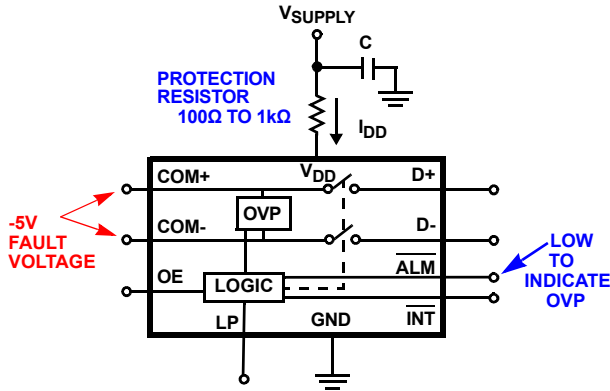 VSUPPLY
C
PROTECTION
RESISTOR
100Ω TO 1kΩ
IDD
VDD
COM+
D+
OVP
-5V
FAULT
VOLTAGE
COM-
D-
LOW
TO
INDICATE
OVP
ALM
OE
LOGIC
LP
GND
INT